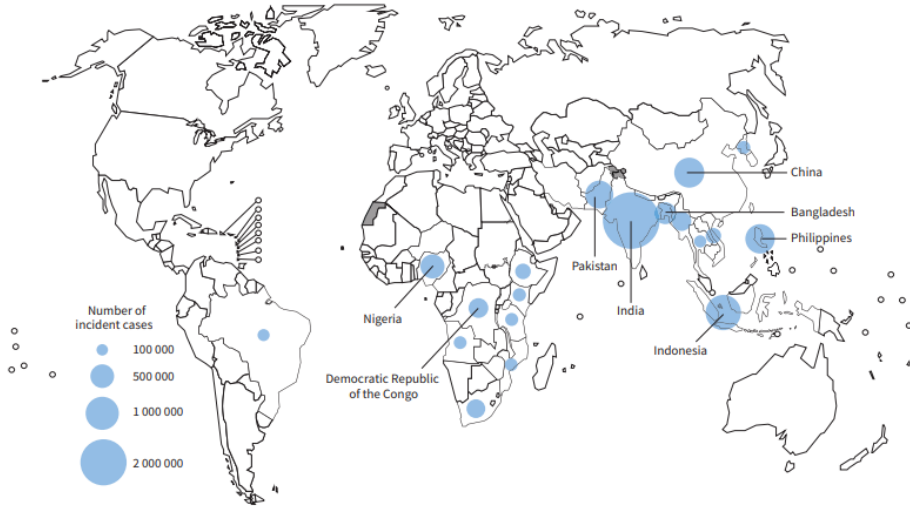 China
Bangladesh
Philippines
Pakistan
India
Nigeria
Indonesia
Democratic Republic
of the Congo
Number of
incident cases
100 000
500 000
1 000 000
2 000 000